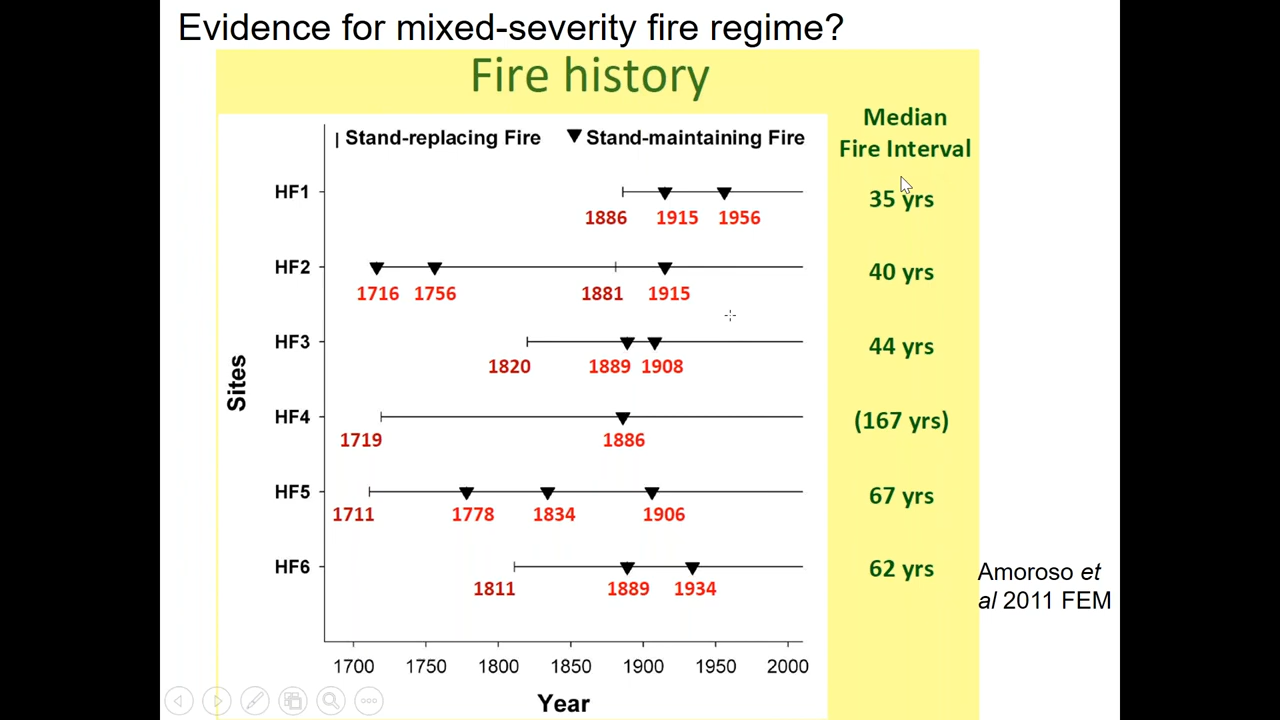 Evidence for mixed-severity fire regime?
Fire history
Median
Fire Interval
| Stand-replacing Fire ▼ Stand-maintaining Fire
HF1
1886 1915 1956
35 yrs
HF2
1716 1756 1881 1915
40 yrs
HF3
1820 1889 1908
44 yrs
HF4
1719 1886
(167 yrs)
HF5
1711 1778 1834 1906
67 yrs
HF6
1811 1889 1934
62 yrs
Sites
1700 1750 1800 1850 1900 1950 2000
Year
Amoroso et
al 2011 FEM